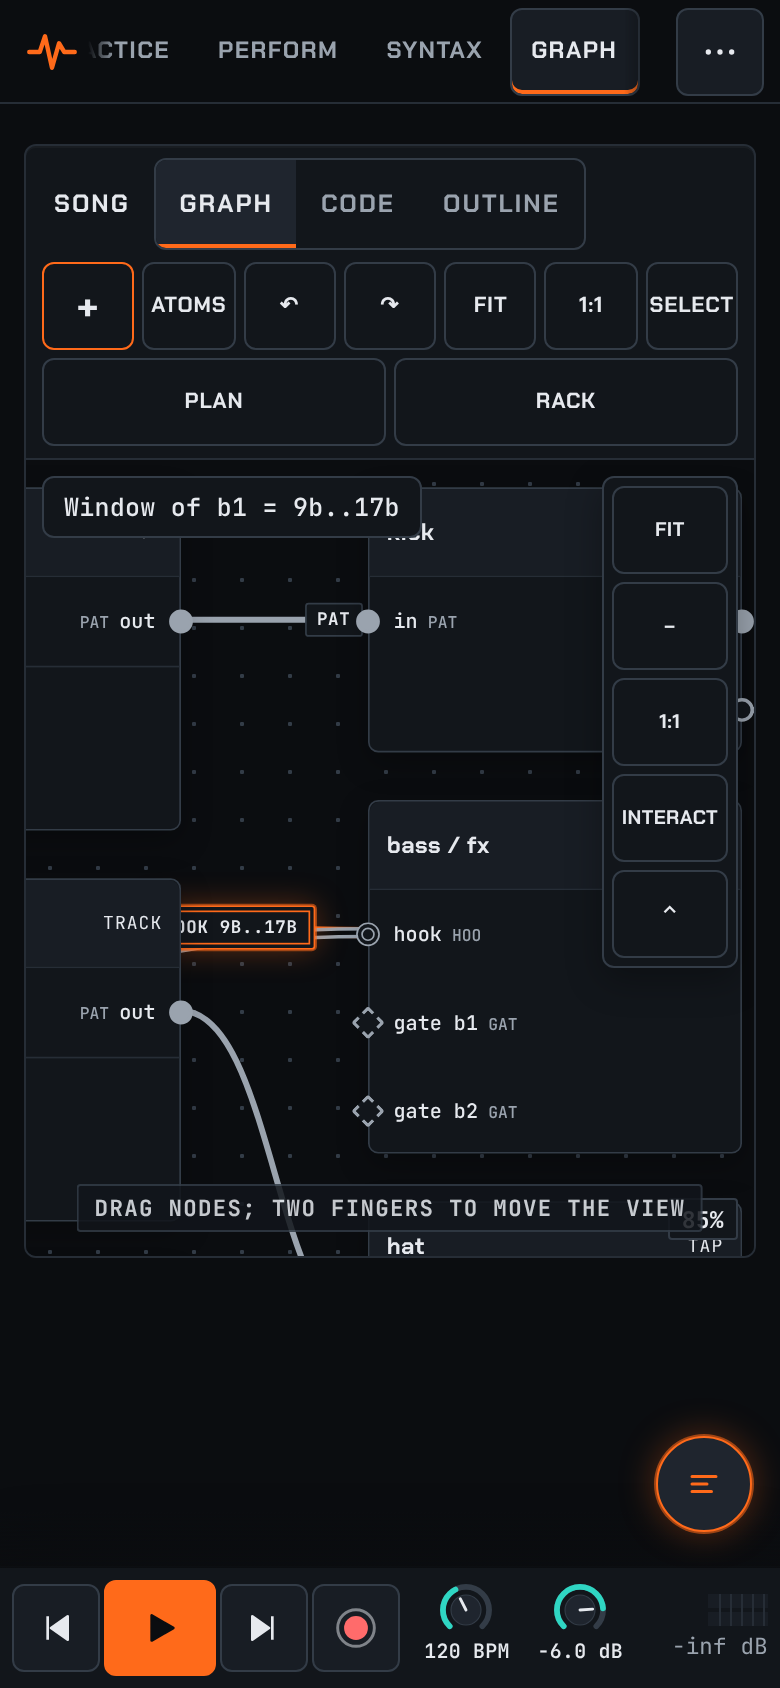 CTICE PERFORM SYNTAX GRAPH ...
SONG GRAPH CODE OUTLINE
+ ATOMS ↶ ↷ FIT 1:1 SELECT
PLAN RACK
Window of b1 = 9b..17b
FIT
PAT out PAT in PAT
–
1:1
INTERACT
bass / fx
TRACK OOK 9B..17B hook HOO
PAT out gate b1 GAT
gate b2 GAT
DRAG NODES; TWO FINGERS TO MOVE THE VIEW 85%
hat TAP
120 BPM -6.0 dB -inf dB